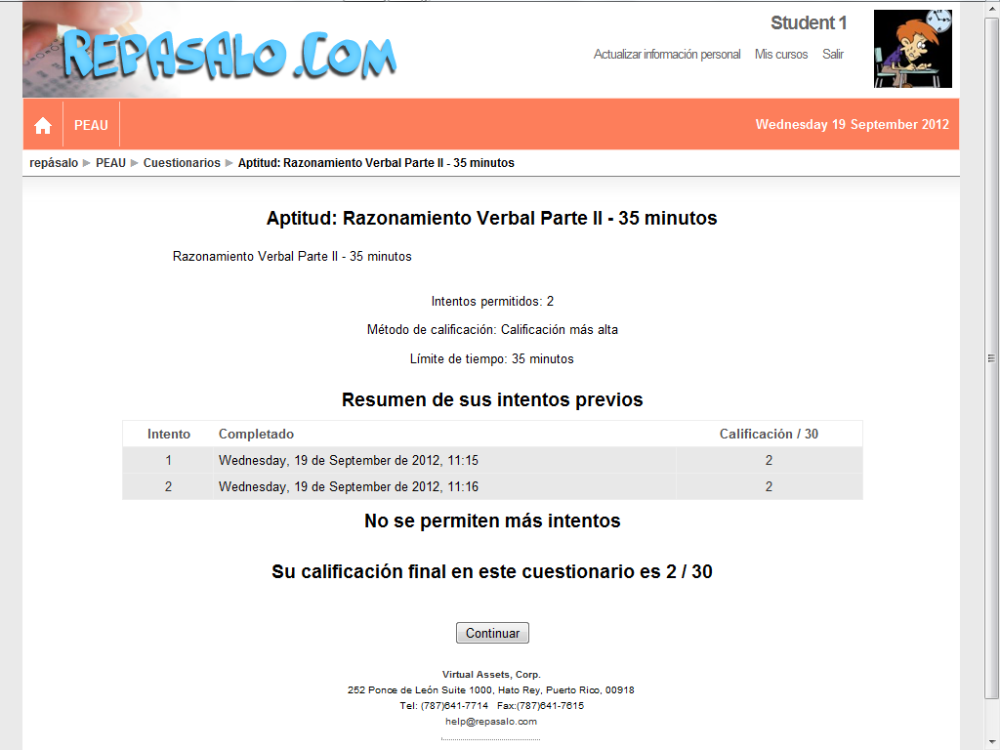 REPASALO.COM
Student 1
Actualizar información personal Mis cursos Salir
PEAU Wednesday 19 September 2012
repásalo ► PEAU ► Cuestionarios ► Aptitud: Razonamiento Verbal Parte II - 35 minutos
Aptitud: Razonamiento Verbal Parte II - 35 minutos
Razonamiento Verbal Parte II - 35 minutos
Intentos permitidos: 2
Método de calificación: Calificación más alta
Límite de tiempo: 35 minutos
Resumen de sus intentos previos
Intento Completado Calificación / 30
1 Wednesday, 19 de September de 2012, 11:15 2
2 Wednesday, 19 de September de 2012, 11:16 2
No se permiten más intentos
Su calificación final en este cuestionario es 2 / 30
Continuar
Virtual Assets, Corp.
252 Ponce de León Suite 1000, Hato Rey, Puerto Rico, 00918
Tel: (787)641-7714 Fax:(787)641-7615
help@repasalo.com